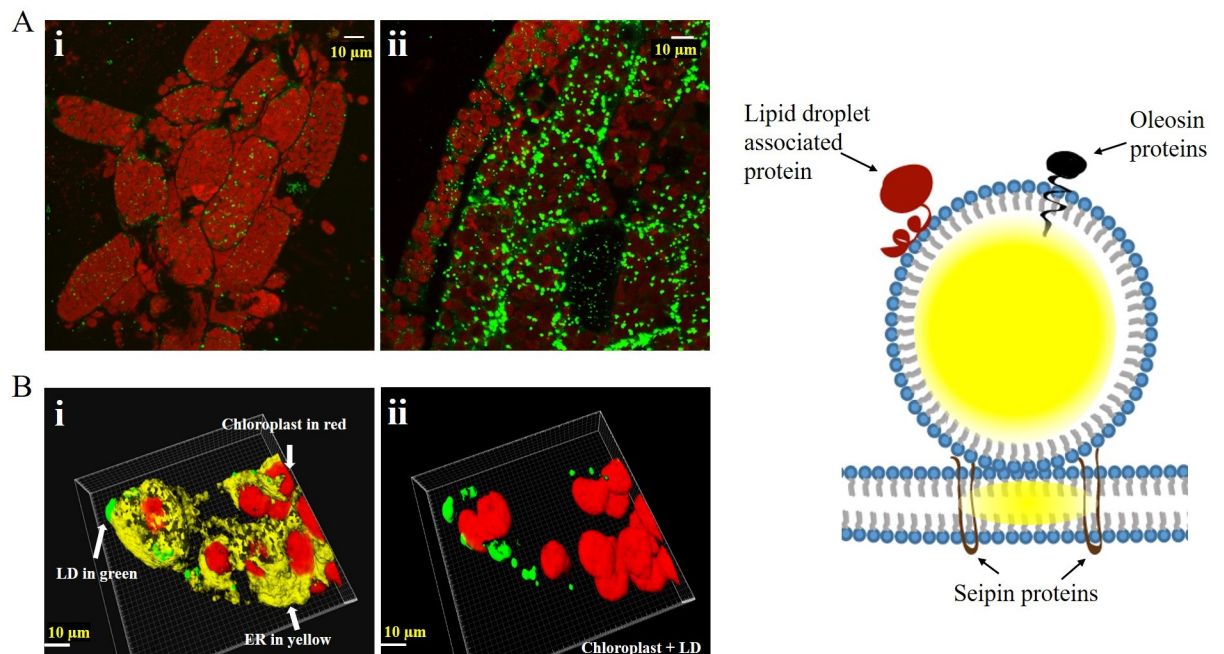 A
i
10 μm
ii
10 μm
B
i
Chloroplast in red
LD in green
ER in yellow
10 μm
ii
10 μm
Chloroplast + LD
Lipid droplet
associated
protein
Oleosin
proteins
Seipin proteins